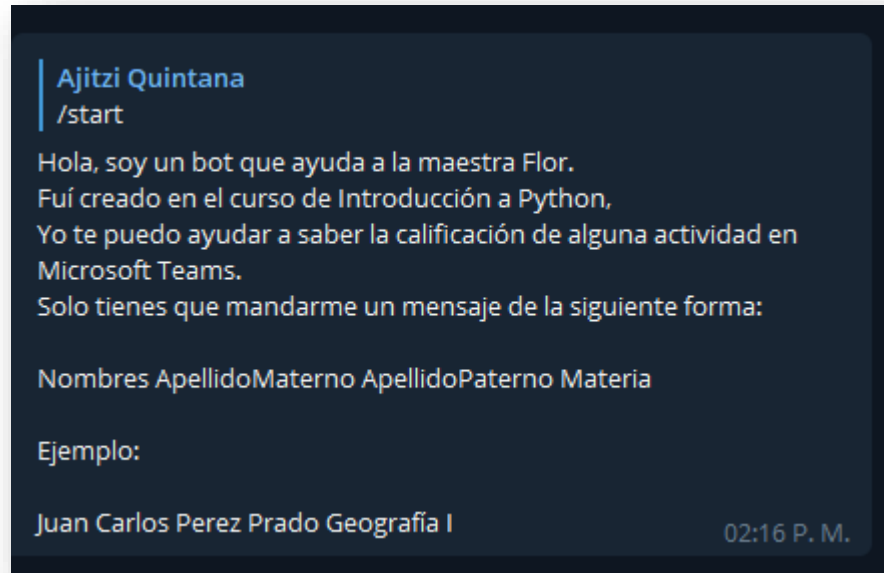 Ajitzi Quintana
/start
Hola, soy un bot que ayuda a la maestra Flor.
Fuí creado en el curso de Introducción a Python,
Yo te puedo ayudar a saber la calificación de alguna actividad en
Microsoft Teams.
Solo tienes que mandarme un mensaje de la siguiente forma:
Nombres ApellidoMaterno ApellidoPaterno Materia
Ejemplo:
Juan Carlos Perez Prado Geografía I
02:16 P. M.